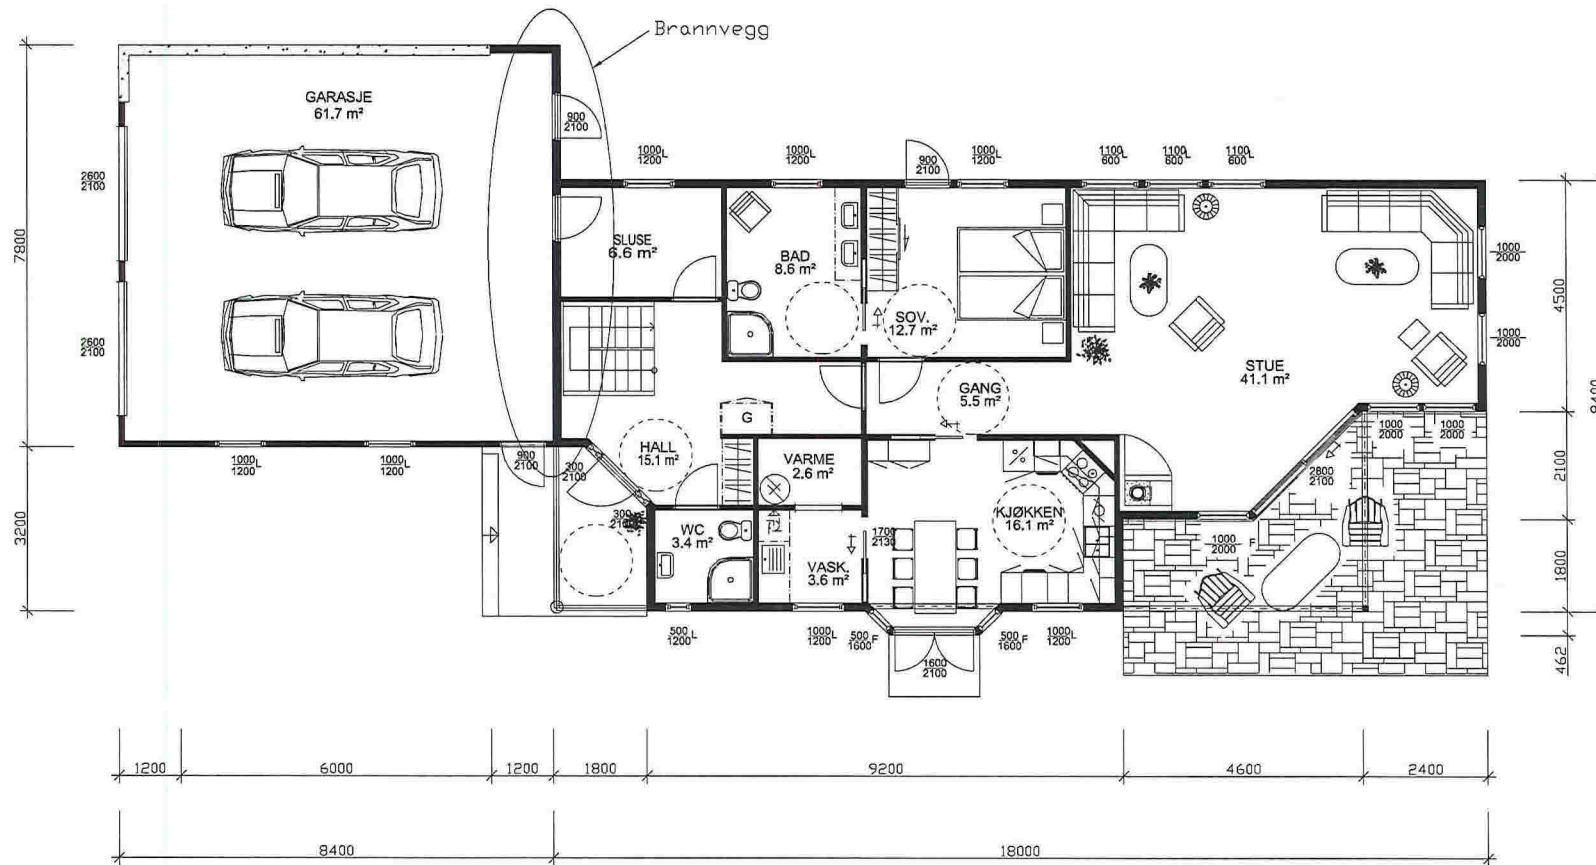 Brannvegg
GARASJE
61.7 m²
900
2100
1000 L
1200
1000 L
1200
900
2100
1000 L
1200
1100 L
600
1100 L
600
1100 L
600
2600
2100
7800
SLUSE
6.6 m²
BAD
8.6 m²
SOV.
12.7 m²
1000
2000
4500
2600
2100
1000
2000
STUE
41.1 m²
GANG
5.5 m²
8400
G
HALL
15.1 m²
VARME
2.6 m²
1000
2000
1000
2000
1000 L
1200
1000 L
1200
900
2100
300
2100
2800
2100
2100
3200
300
2100
WC
3.4 m²
KJØKKEN
16.1 m²
1700
2130
VASK.
3.6 m²
1000 F
2000
1800
500 L
1200
1000 L
1200
500 F
1600
500 F
1600
1000 L
1200
1600
2100
462
1200
6000
1200
1800
9200
4600
2400
8400
18000